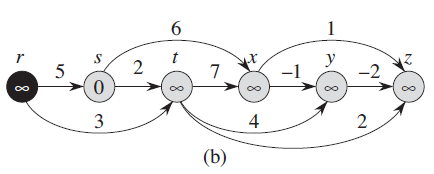 6 1
r s t x y z
5 2 7 –1 –2
∞ 0 ∞ ∞ ∞ ∞
3 4 2
(b)